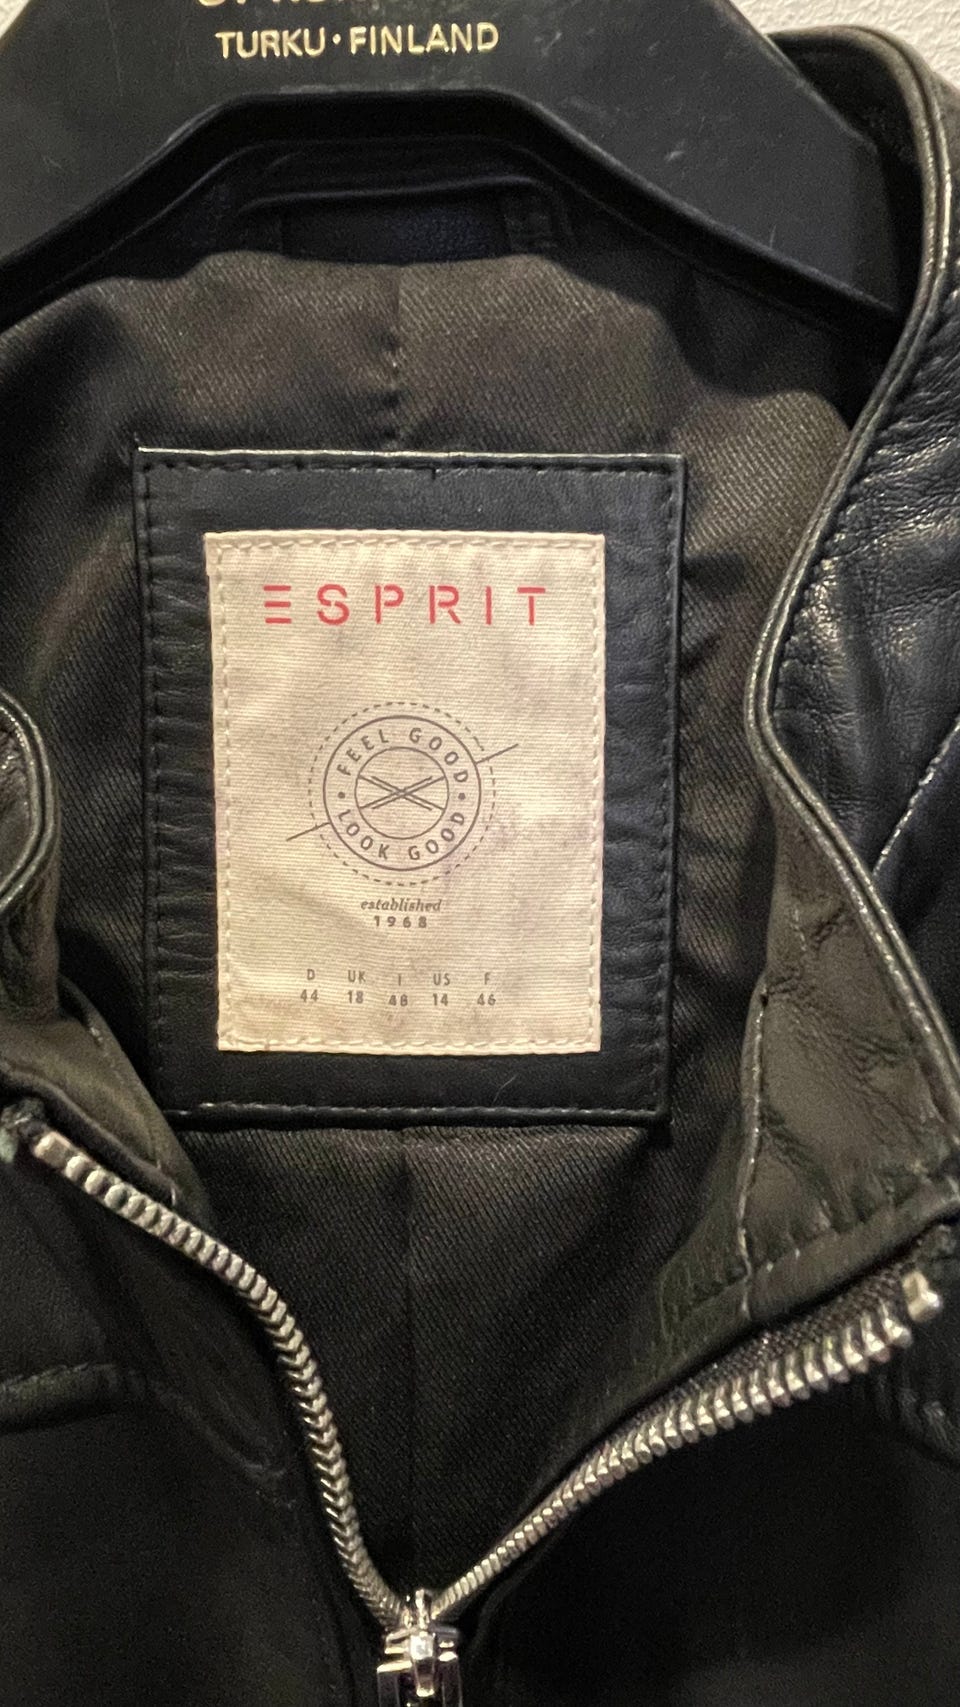 TURKU · FINLAND
ESPRIT
FEEL GOOD
LOOK GOOD
established
1968
D UK I US F
44 18 48 14 46